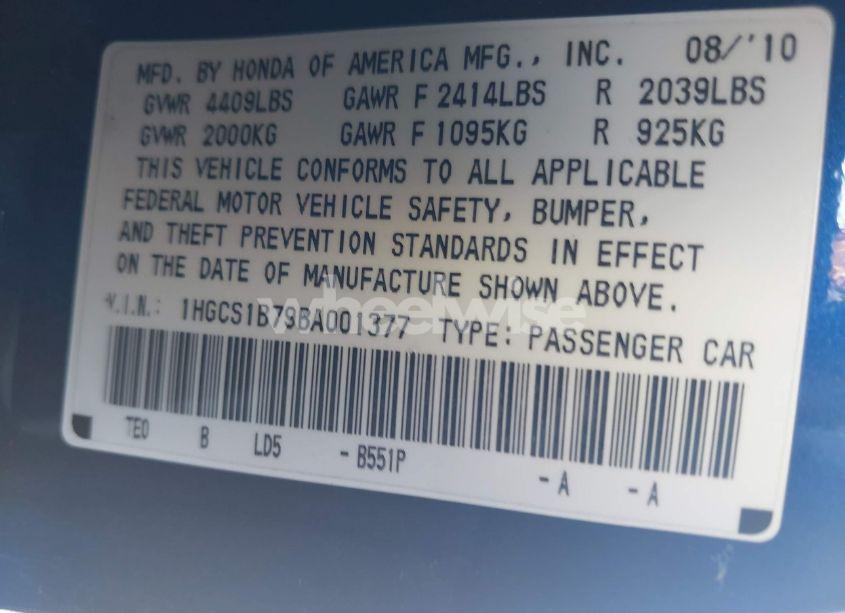 MFD. BY HONDA OF AMERICA MFG., INC. 08/'10
GVWR 4409LBS GAWR F 2414LBS R 2039LBS
GVWR 2000KG GAWR F 1095KG R 925KG
THIS VEHICLE CONFORMS TO ALL APPLICABLE
FEDERAL MOTOR VEHICLE SAFETY, BUMPER,
AND THEFT PREVENTION STANDARDS IN EFFECT
ON THE DATE OF MANUFACTURE SHOWN ABOVE.
V.I.N.: 1HGCS1B79BA001377 TYPE: PASSENGER CAR
wheelwise
TE0 B LD5 - B551P - A - A